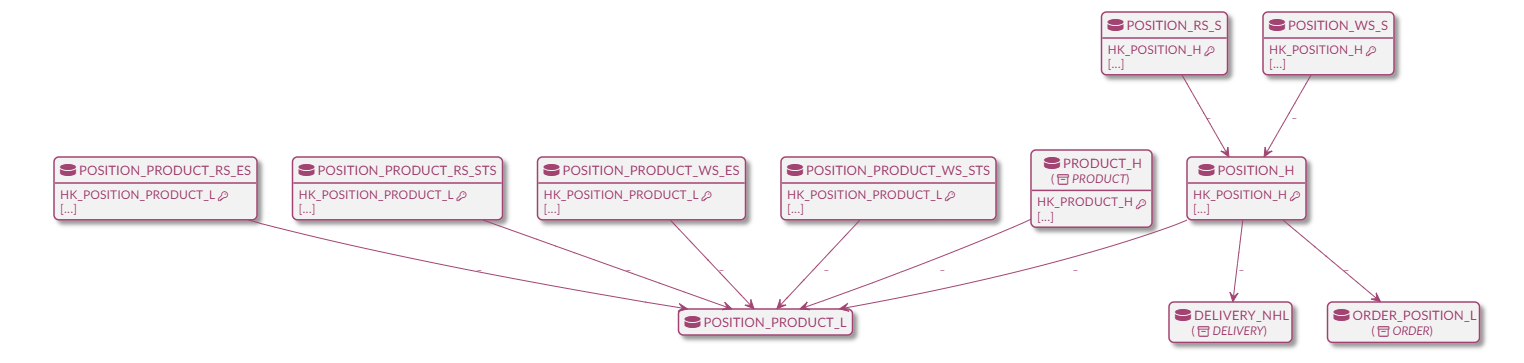 POSITION_RS_S
HK_POSITION_H
[...]
POSITION_WS_S
HK_POSITION_H
[...]
POSITION_PRODUCT_RS_ES
HK_POSITION_PRODUCT_L
[...]
POSITION_PRODUCT_RS_STS
HK_POSITION_PRODUCT_L
[...]
POSITION_PRODUCT_WS_ES
HK_POSITION_PRODUCT_L
[...]
POSITION_PRODUCT_WS_STS
HK_POSITION_PRODUCT_L
[...]
PRODUCT_H
(PRODUCT)
HK_PRODUCT_H
[...]
POSITION_H
HK_POSITION_H
[...]
POSITION_PRODUCT_L
DELIVERY_NHL
(DELIVERY)
ORDER_POSITION_L
(ORDER)